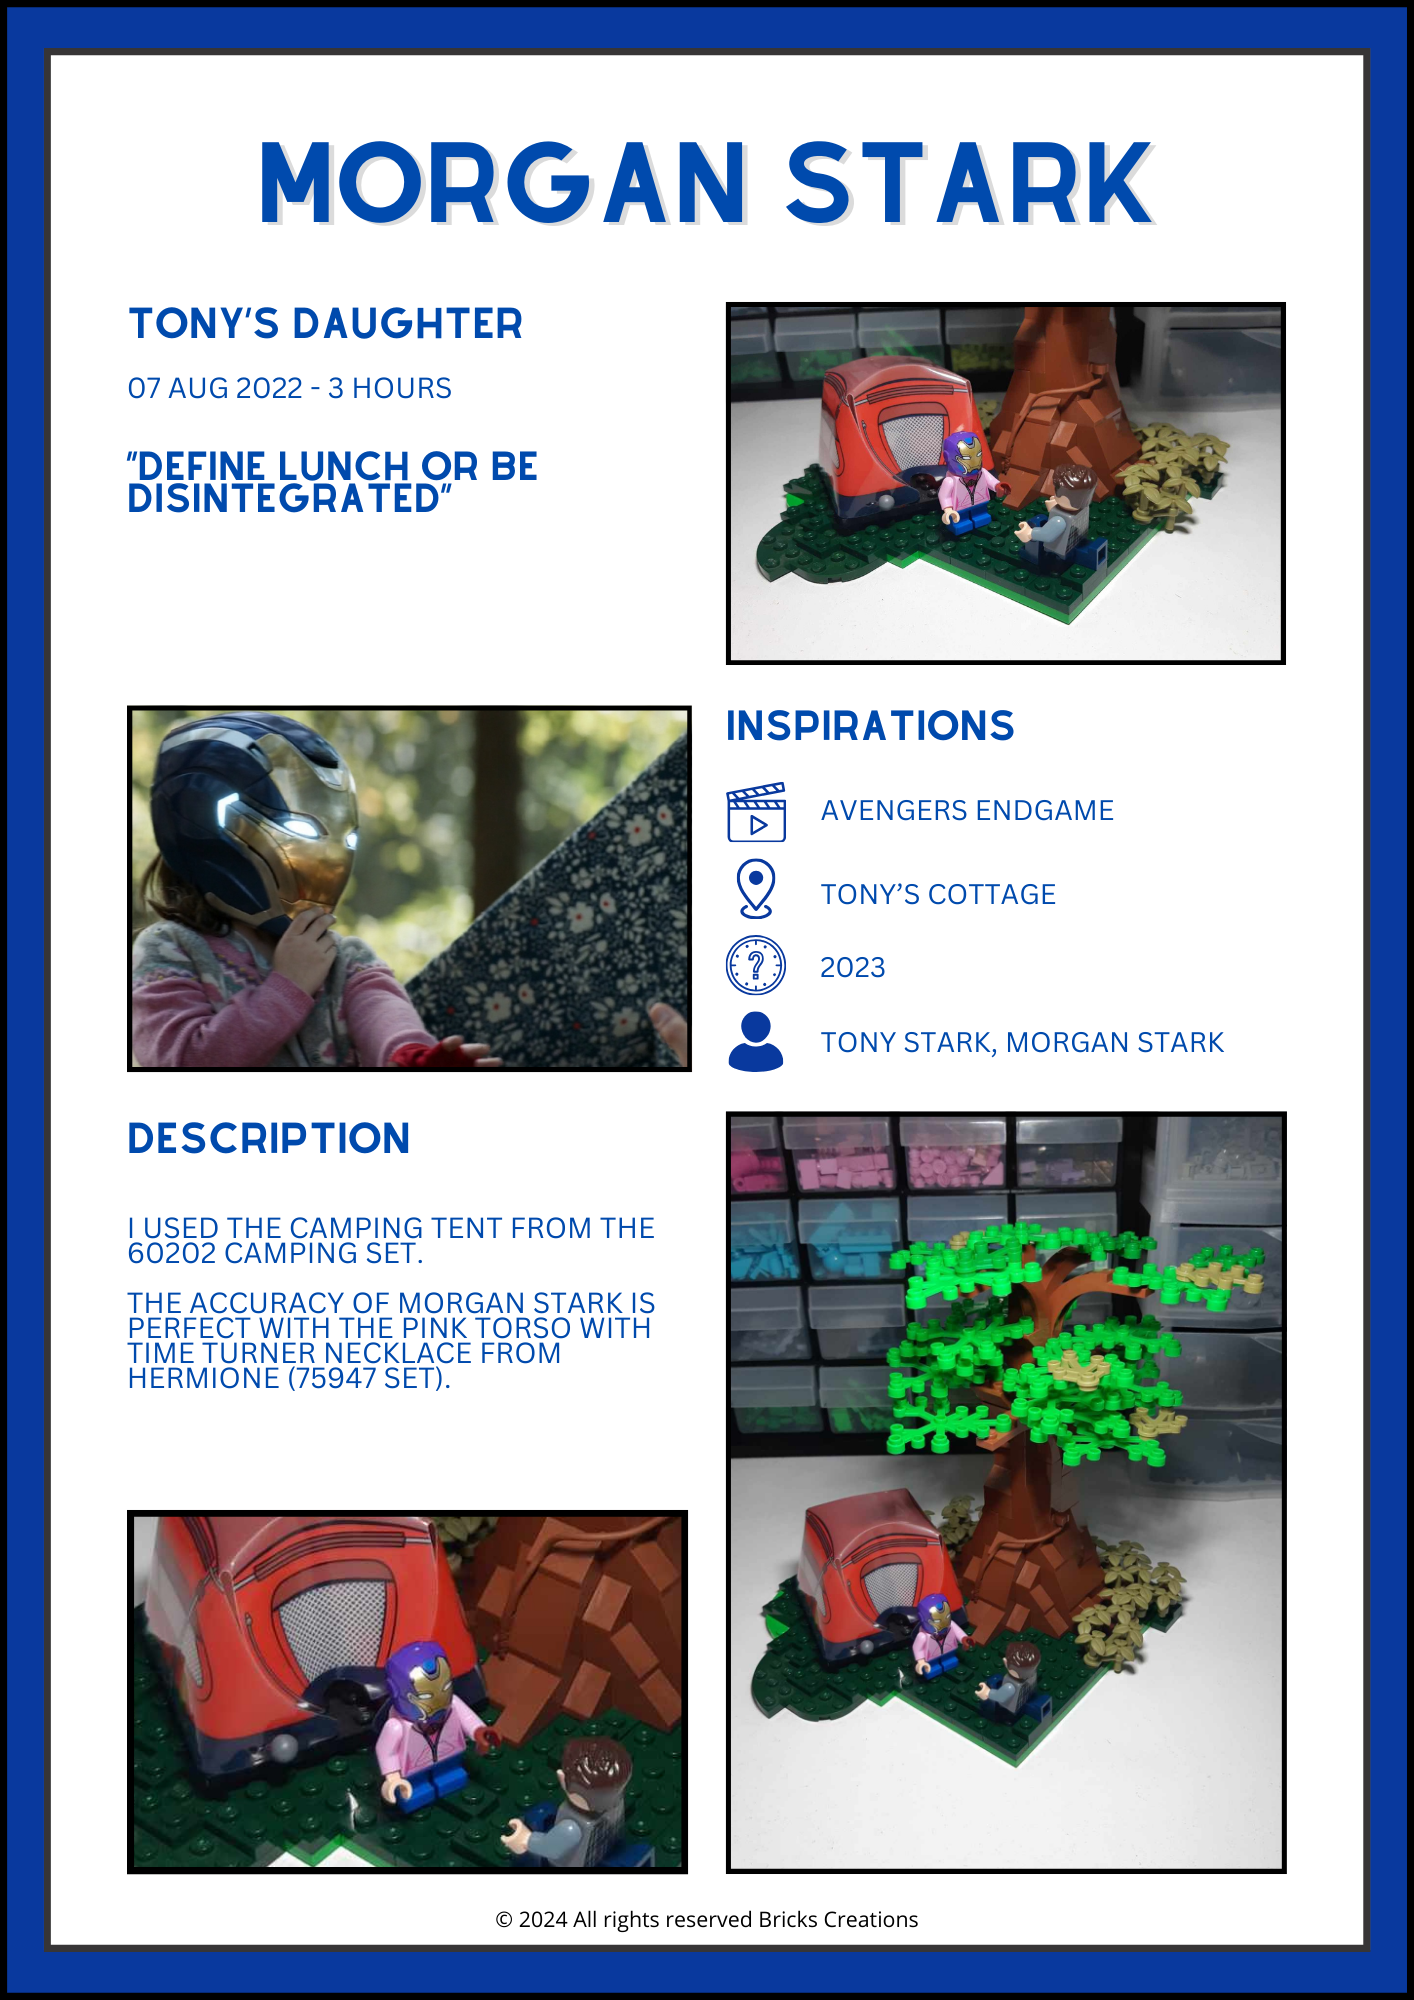 MORGAN STARK
TONY'S DAUGHTER
07 AUG 2022 - 3 HOURS
"DEFINE LUNCH OR BE
DISINTEGRATED"
INSPIRATIONS
AVENGERS ENDGAME
TONY'S COTTAGE
?
2023
TONY STARK, MORGAN STARK
DESCRIPTION
I USED THE CAMPING TENT FROM THE
60202 CAMPING SET.
THE ACCURACY OF MORGAN STARK IS
PERFECT WITH THE PINK TORSO WITH
TIME TURNER NECKLACE FROM
HERMIONE (75947 SET).
© 2024 All rights reserved Bricks Creations